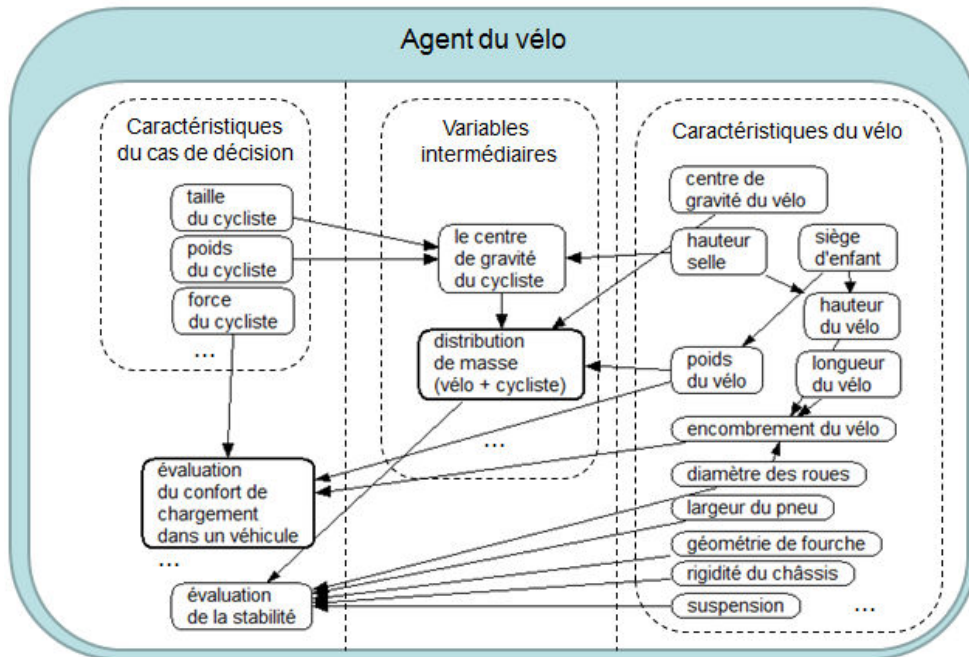 Agent du vélo
Caractéristiques
du cas de décision
taille
du cycliste
poids
du cycliste
force
du cycliste
...
évaluation
du confort de
chargement
dans un véhicule
...
évaluation
de la stabilité
Variables
intermédiaires
le centre
de gravité
du cycliste
distribution
de masse
(vélo + cycliste)
...
Caractéristiques du vélo
centre de
gravité du vélo
hauteur
selle
siège
d'enfant
hauteur
du vélo
poids
du vélo
longueur
du vélo
encombrement du vélo
diamètre des roues
largeur du pneu
géométrie de fourche
rigidité du châssis
suspension
...